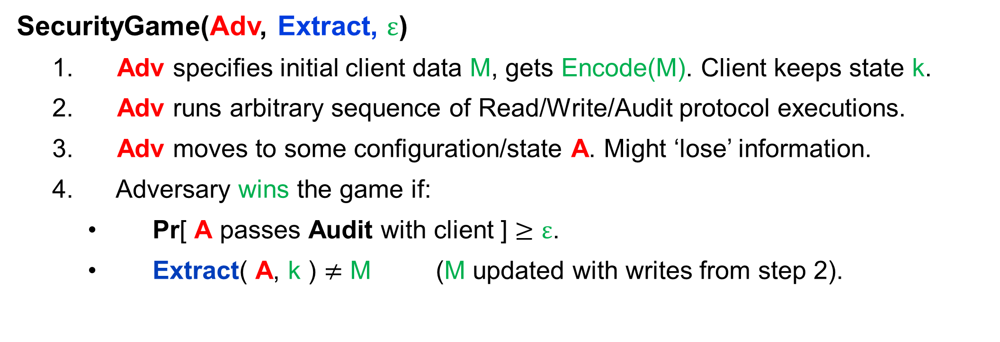 SecurityGame(Adv, Extract, ε)
1. Adv specifies initial client data M, gets Encode(M). Client keeps state k.
2. Adv runs arbitrary sequence of Read/Write/Audit protocol executions.
3. Adv moves to some configuration/state A. Might ‘lose’ information.
4. Adversary wins the game if:
• Pr[ A passes Audit with client ] ≥ ε.
• Extract( A, k ) ≠ M (M updated with writes from step 2).